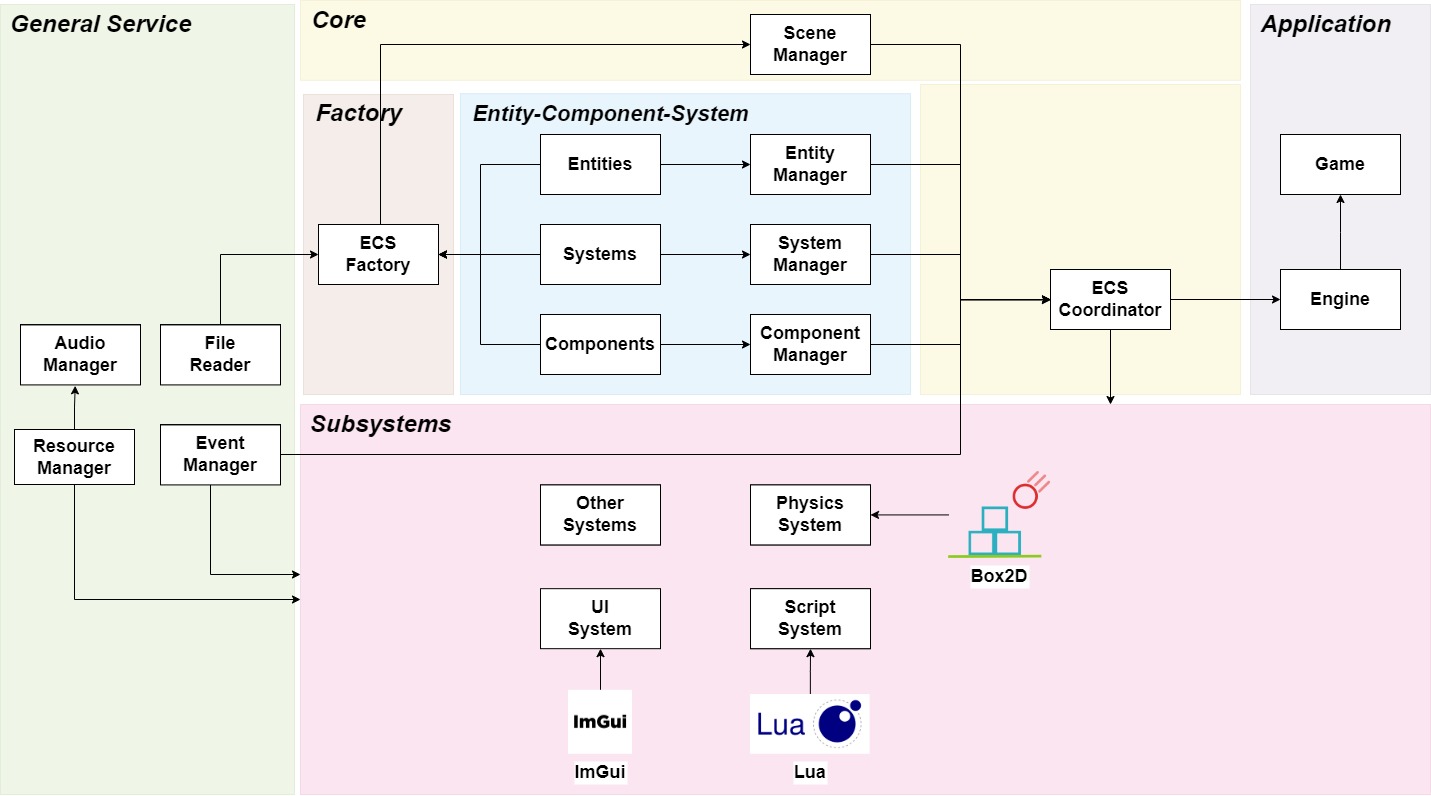 General Service
Core
Application
Scene
Manager
Factory
Entity-Component-System
Entities
Entity
Manager
Game
ECS
Factory
Systems
System
Manager
ECS
Coordinator
Engine
Audio
Manager
File
Reader
Components
Component
Manager
Resource
Manager
Event
Manager
Subsystems
Other
Systems
Physics
System
Box2D
UI
System
Script
System
ImGui
Lua
ImGui
Lua